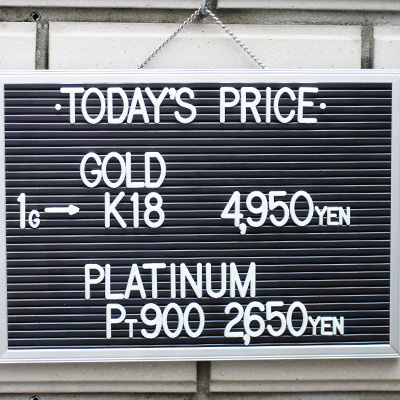 ·TODAY'S PRICE·
GOLD
1G→ K18 4,950YEN
PLATINUM
PT900 2,650YEN